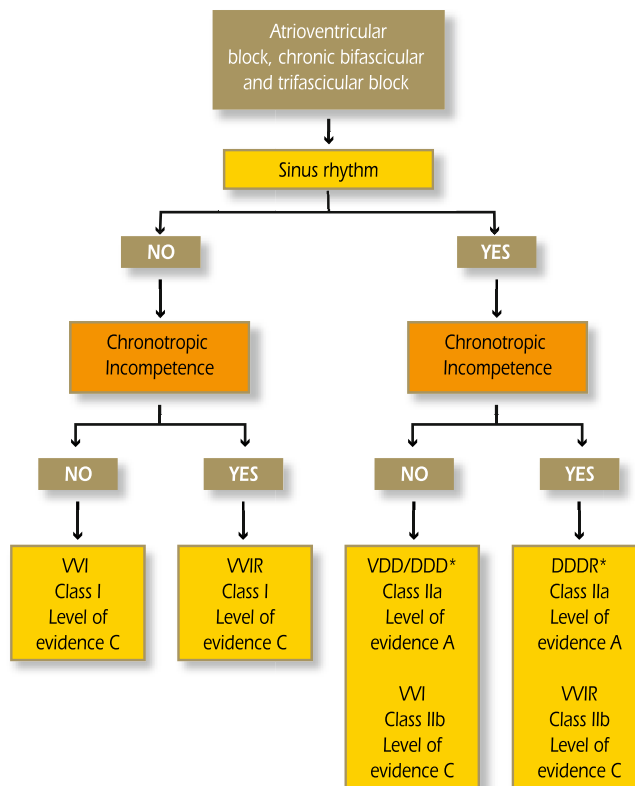 Atrioventricular
block, chronic bifascicular
and trifascicular block
Sinus rhythm
NO
YES
Chronotropic
Incompetence
Chronotropic
Incompetence
NO
YES
NO
YES
VVI
Class I
Level of
evidence C
VVIR
Class I
Level of
evidence C
VDD/DDD*
Class IIa
Level of
evidence A
VVI
Class IIb
Level of
evidence C
DDDR*
Class IIa
Level of
evidence A
VVIR
Class IIb
Level of
evidence C